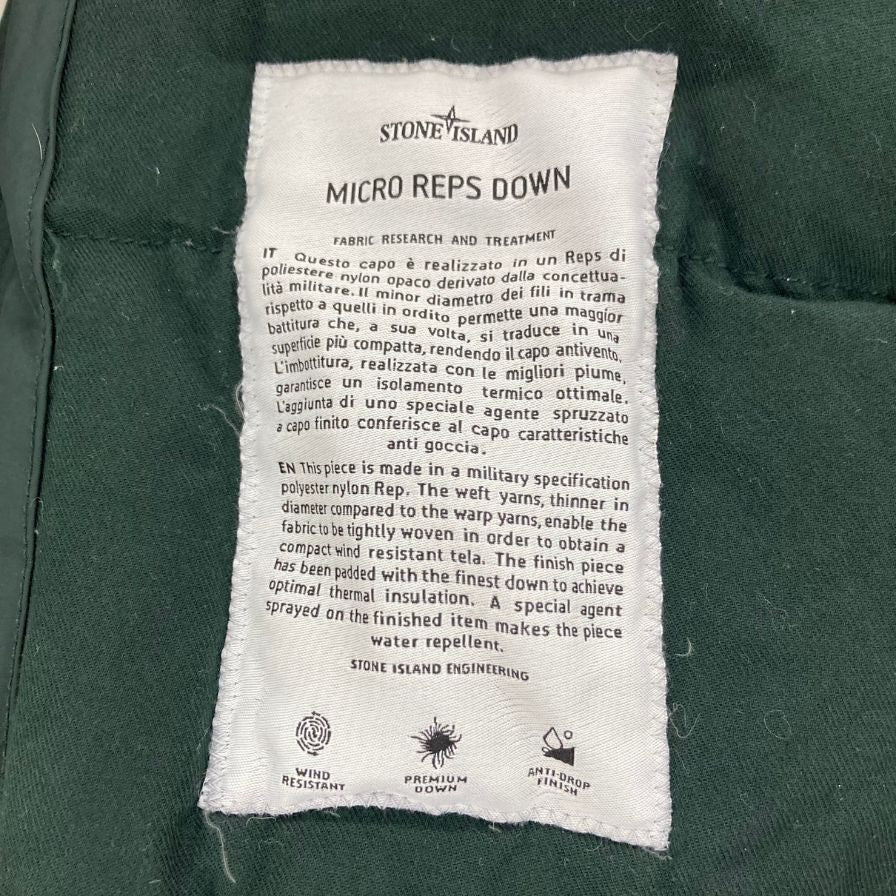 STONE ISLAND
MICRO REPS DOWN
FABRIC RESEARCH AND TREATMENT
IT Questo capo è realizzato in un Reps di
poliestere nylon opaco derivato dalla concettua-
lità militare. Il minor diametro dei fili in trama
rispetto a quelli in ordito permette una maggior
battitura che, a sua volta, si traduce in una
superficie più compatta, rendendo il capo antivento.
L'imbottitura, realizzata con le migliori piume,
garantisce un isolamento termico ottimale.
L'aggiunta di uno speciale agente spruzzato
a capo finito conferisce al capo caratteristiche
anti goccia.
EN This piece is made in a military specification
polyester nylon Rep. The weft yarns, thinner in
diameter compared to the warp yarns, enable the
fabric to be tightly woven in order to obtain a
compact wind resistant tela. The finish piece
has been padded with the finest down to achieve
optimal thermal insulation. A special agent
sprayed on the finished item makes the piece
water repellent.
STONE ISLAND ENGINEERING
WIND
RESISTANT
PREMIUM
DOWN
ANTI-DROP
FINISH